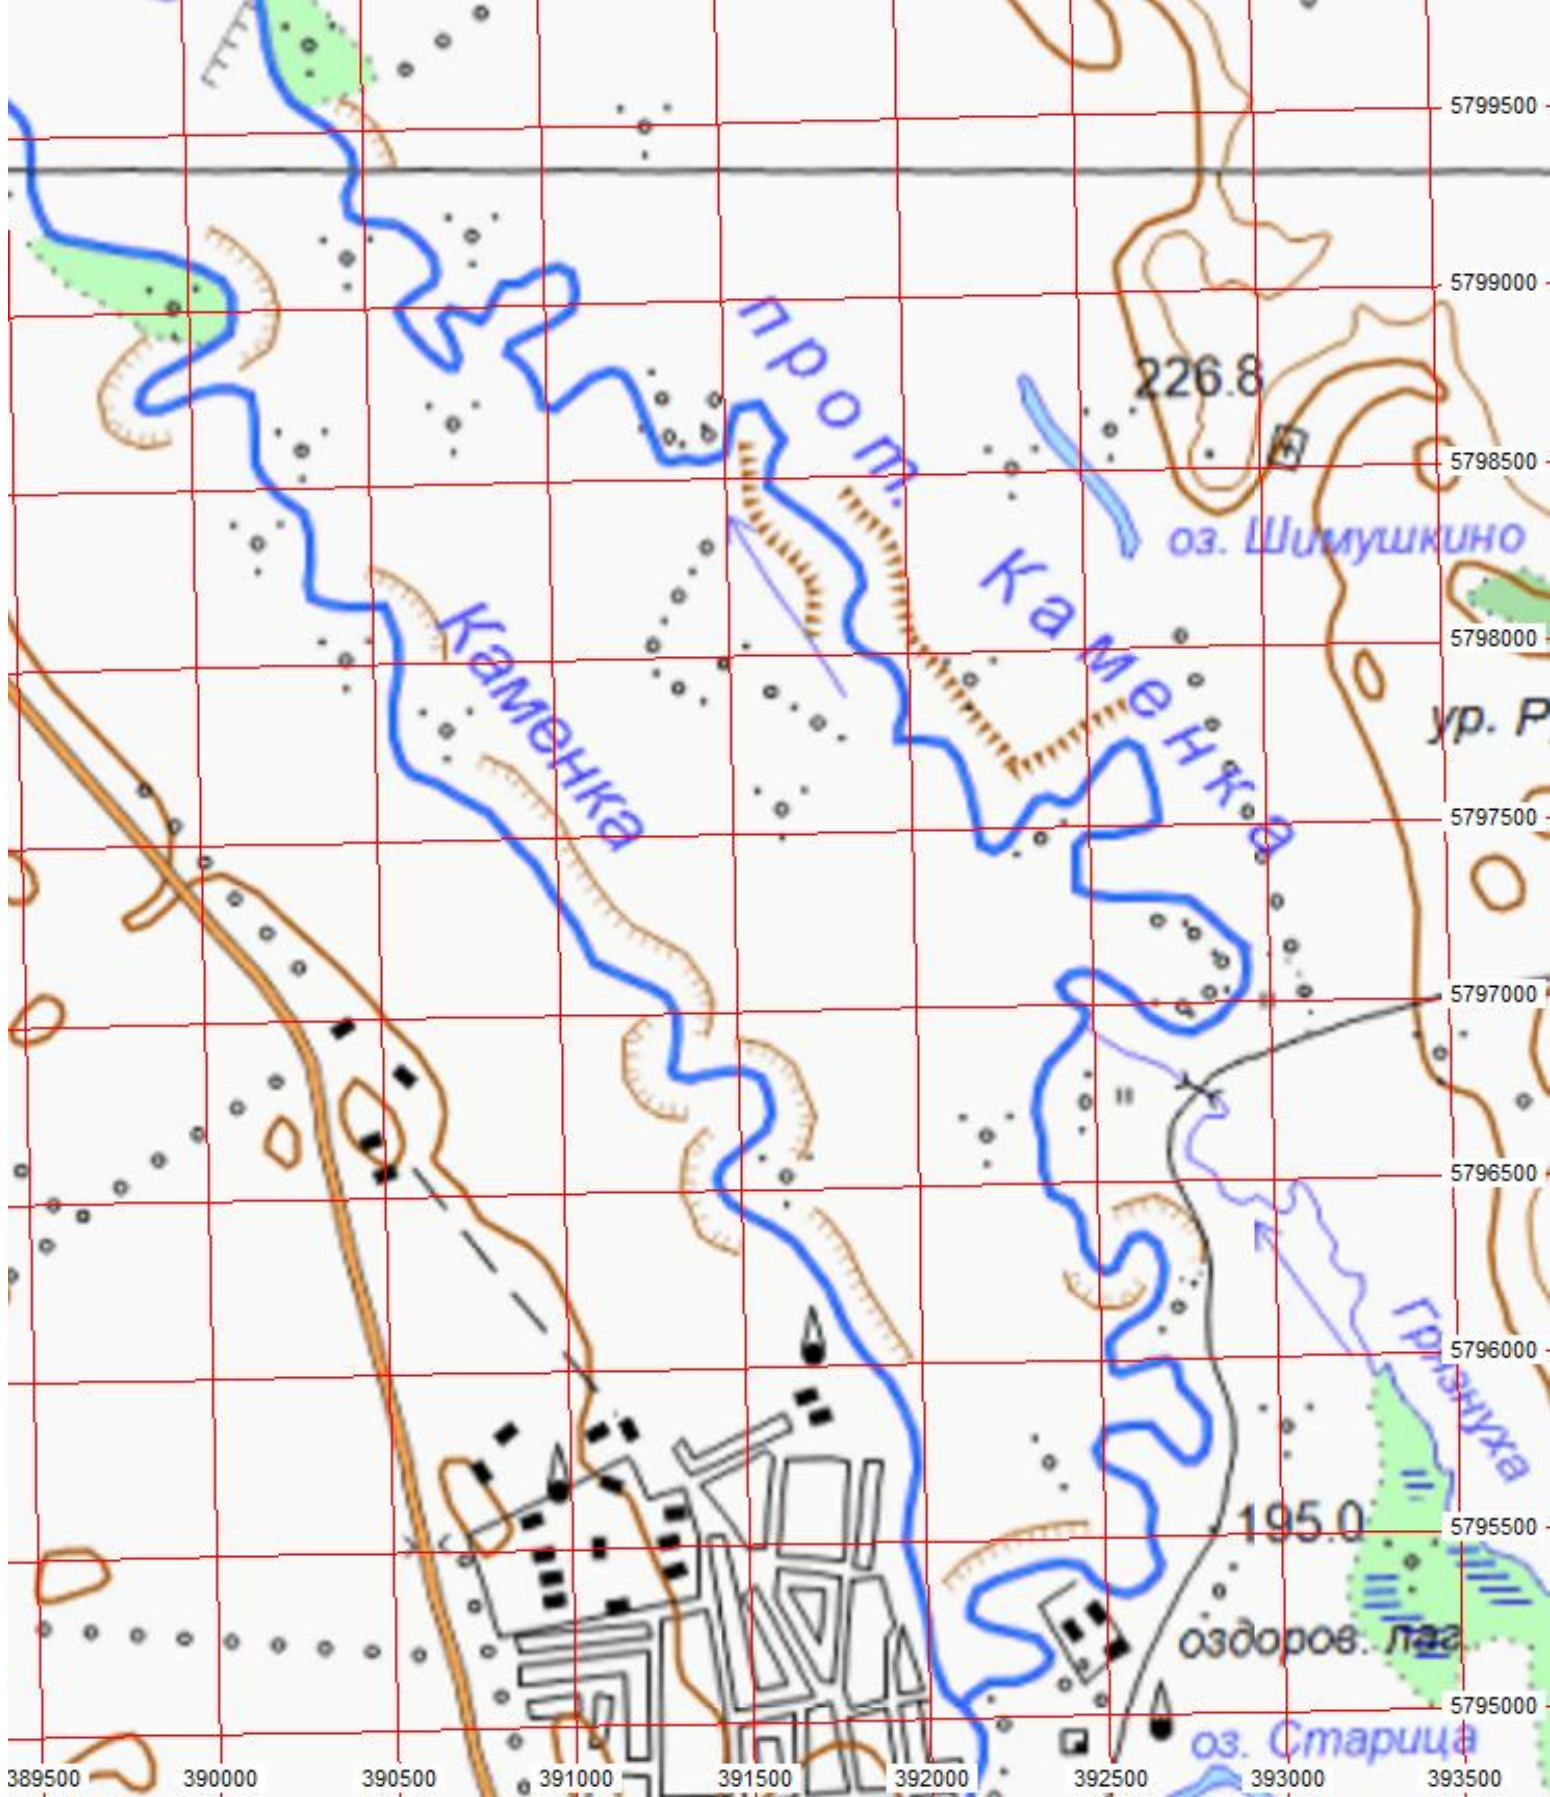 5799500
5799000
прот. Каменка
226.8
5798500
оз. Шимушкино
Каменка
5798000
ур. Р
5797500
5797000
5796500
Грязнуха
5796000
195.0
5795500
оздоров. лаг.
5795000
оз. Старица
389500 390000 390500 391000 391500 392000 392500 393000 393500